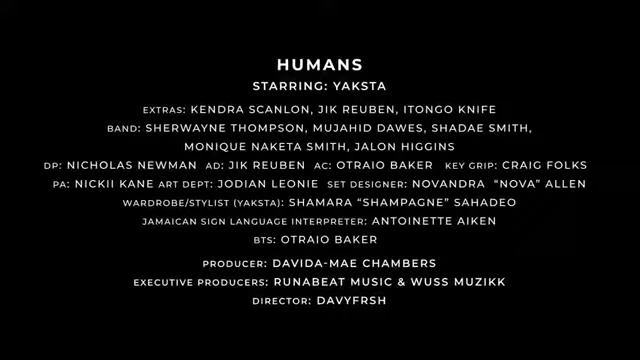 HUMANS
STARRING: YAKSTA
EXTRAS: KENDRA SCANLON, JIK REUBEN, ITONGO KNIFE
BAND: SHERWAYNE THOMPSON, MUJAHID DAWES, SHADAE SMITH,
MONIQUE NAKETA SMITH, JALON HIGGINS
DP: NICHOLAS NEWMAN AD: JIK REUBEN AC: OTRAIO BAKER KEY GRIP: CRAIG FOLKS
PA: NICKII KANE ART DEPT: JODIAN LEONIE SET DESIGNER: NOVANDRA “NOVA” ALLEN
WARDROBE/STYLIST (YAKSTA): SHAMARA “SHAMPAGNE” SAHADEO
JAMAICAN SIGN LANGUAGE INTERPRETER: ANTOINETTE AIKEN
BTS: OTRAIO BAKER
PRODUCER: DAVIDA-MAE CHAMBERS
EXECUTIVE PRODUCERS: RUNABEAT MUSIC & WUSS MUZIKK
DIRECTOR: DAVYFRSH